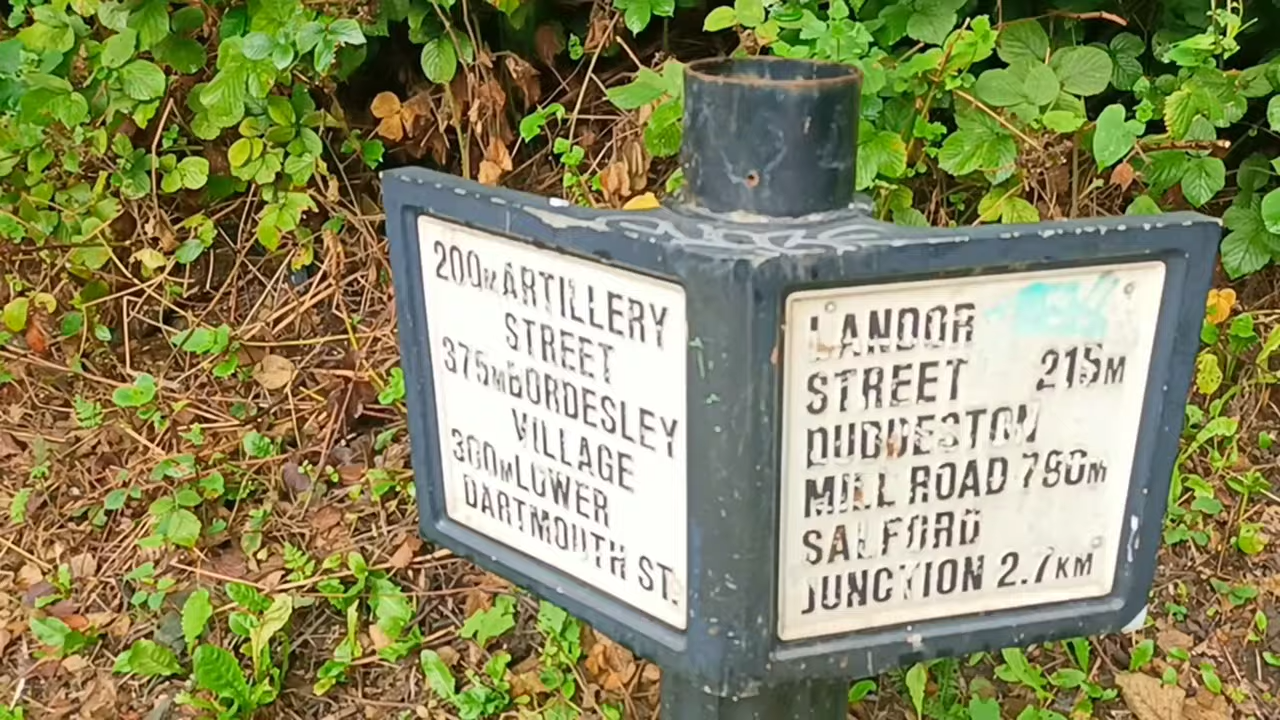 200M ARTILLERY
STREET
375M BORDESLEY
VILLAGE
300M LOWER
DARTMOUTH ST.
LANDOR
STREET 215M
DUDDESTON
MILL ROAD 790M
SALFORD
JUNCTION 2.7KM